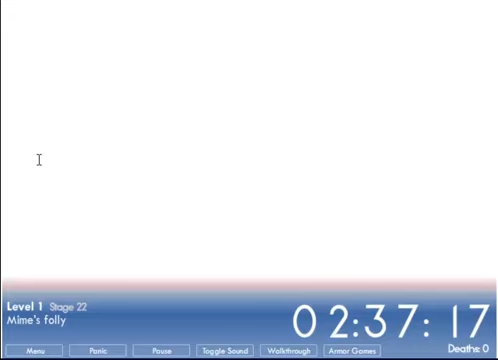 Level 1 Stage 22
Mime's folly
0 2:37: 17
Menu Panic Pause Toggle Sound Walkthrough Armor Games Deaths: 0